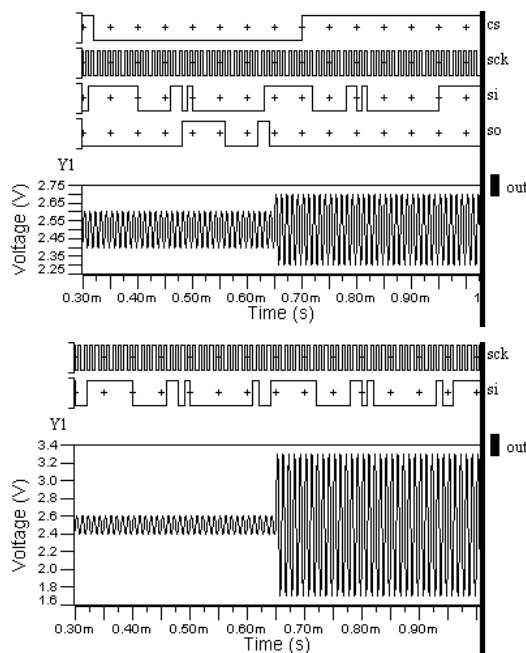 cs
sck
si
so
Y1
out
2.75
2.65
2.55
2.45
2.35
2.25
Voltage (V)
0.30m 0.40m 0.50m 0.60m 0.70m 0.80m 0.90m 1
Time (s)
sck
si
Y1
out
3.4
3.2
3.0
2.8
2.6
2.4
2.2
2.0
1.8
1.6
Voltage (V)
0.30m 0.40m 0.50m 0.60m 0.70m 0.80m 0.90m
Time (s)